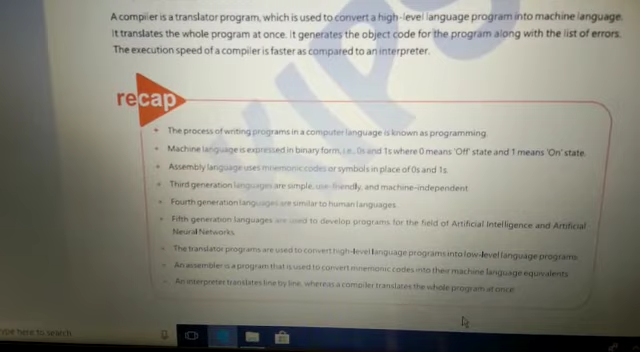 A compiler is a translator program, which is used to convert a high-level language program into machine language.
It translates the whole program at once. It generates the object code for the program along with the list of errors.
The execution speed of a compiler is faster as compared to an interpreter.
KIPS
recap
The process of writing programs in a computer language is known as programming.
Machine language is expressed in binary form, i.e., 0s and 1s where 0 means 'Off' state and 1 means 'On' state.
Assembly language uses mnemonic codes or symbols in place of 0s and 1s.
Third generation languages are simple, use-friendly, and machine-independent.
Fourth generation languages are similar to human languages.
Fifth generation languages are used to develop programs for the field of Artificial Intelligence and Artificial
Neural Networks.
The translator programs are used to convert high-level language programs into low-level language programs.
An assembler is a program that is used to convert mnemonic codes into their machine language equivalents.
An interpreter translates line by line, whereas a compiler translates the whole program at once.
here to search